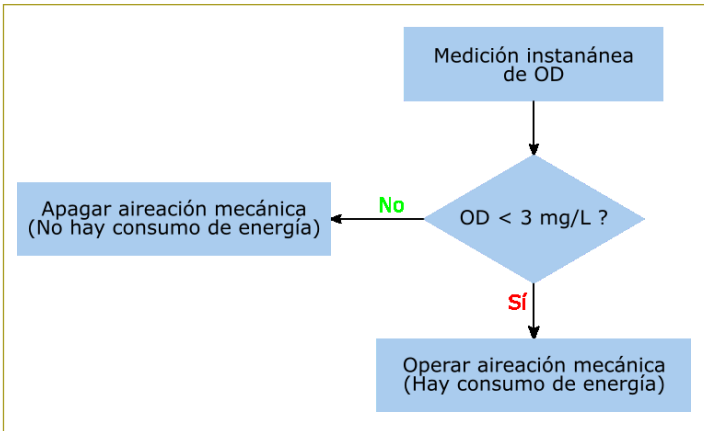 Medición instanánea
de OD
OD < 3 mg/L ?
No
Apagar aireación mecánica
(No hay consumo de energía)
Sí
Operar aireación mecánica
(Hay consumo de energía)